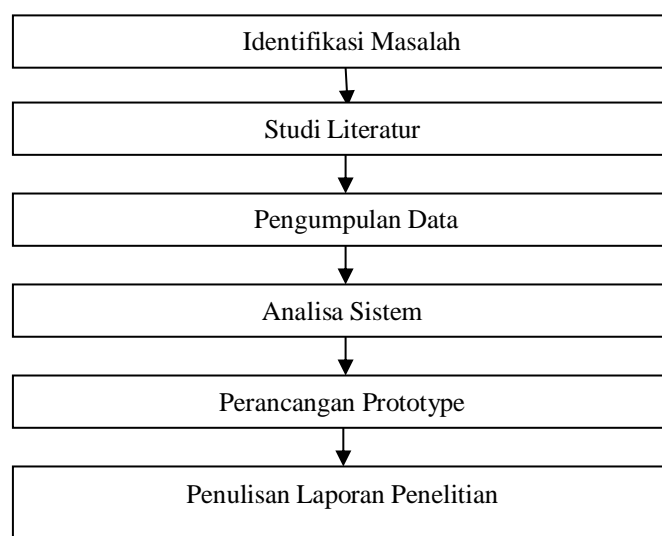 Identifikasi Masalah
Studi Literatur
Pengumpulan Data
Analisa Sistem
Perancangan Prototype
Penulisan Laporan Penelitian